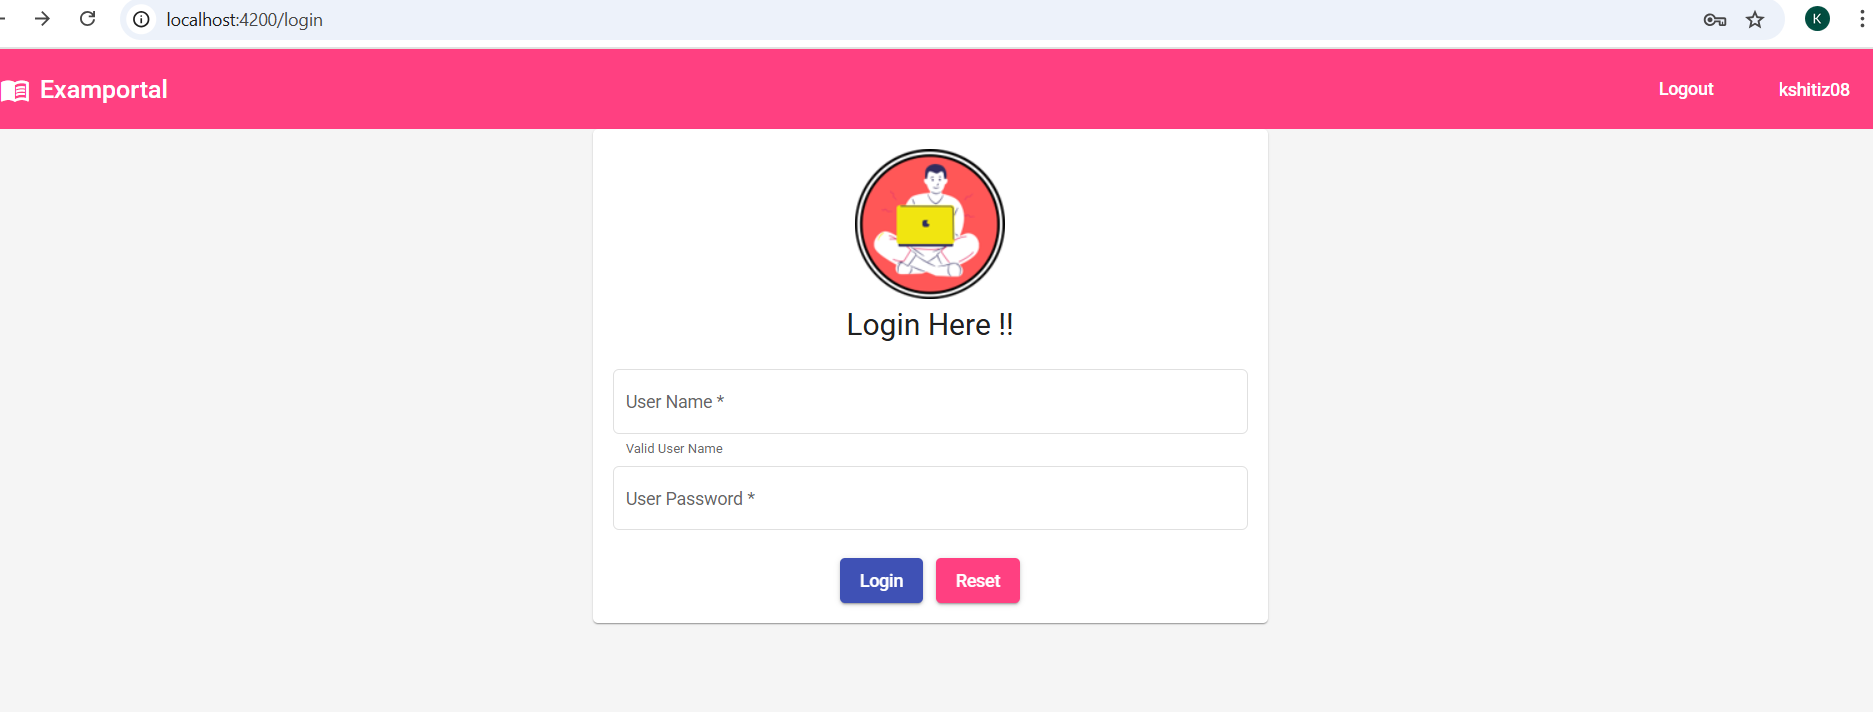 localhost:4200/login
K
Examportal
Logout
kshitiz08
Login Here !!
User Name *
Valid User Name
User Password *
Login
Reset